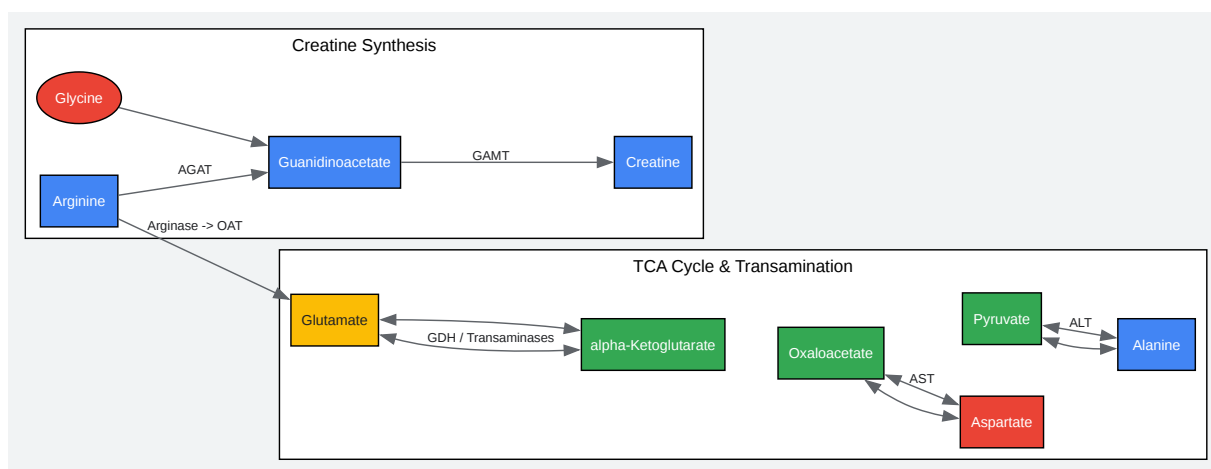 Creatine Synthesis
Glycine
Guanidinoacetate
GAMT
Creatine
AGAT
Arginine
Arginase -> OAT
TCA Cycle & Transamination
Glutamate
GDH / Transaminases
alpha-Ketoglutarate
Oxaloacetate
AST
Aspartate
Pyruvate
ALT
Alanine